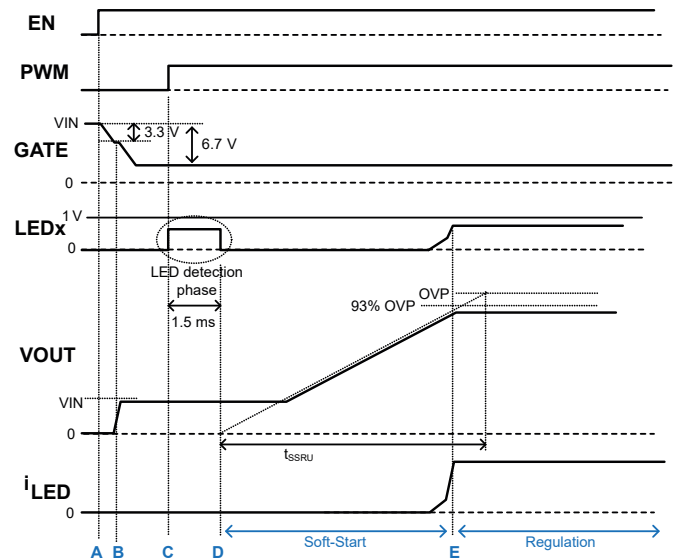 EN
PWM
VIN
3.3 V
6.7 V
GATE
0
1 V
LEDx
0
LED detection
phase
1.5 ms
OVP
93% OVP
VOUT
VIN
0
tSSRU
iLED
0
Soft-Start
Regulation
A B C D E